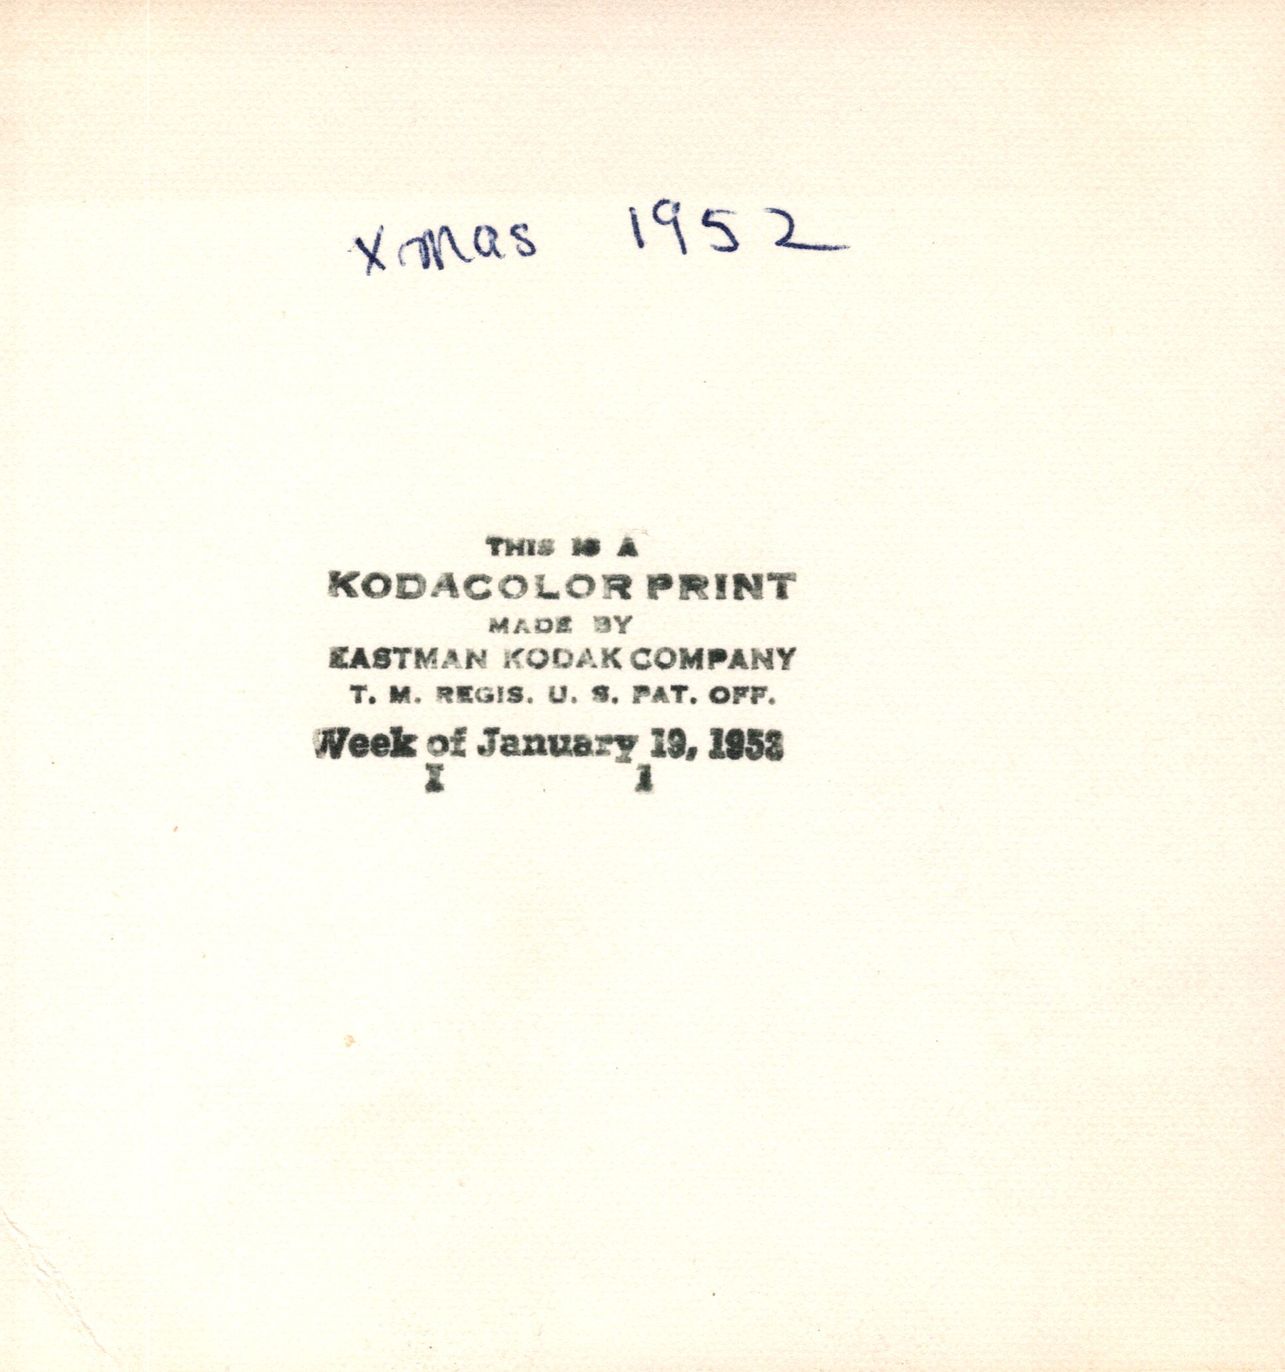 Xmas 1952
THIS IS A
KODACOLOR PRINT
MADE BY
EASTMAN KODAK COMPANY
T. M. REGIS. U. S. PAT. OFF.
Week of January 19, 1953
I 1